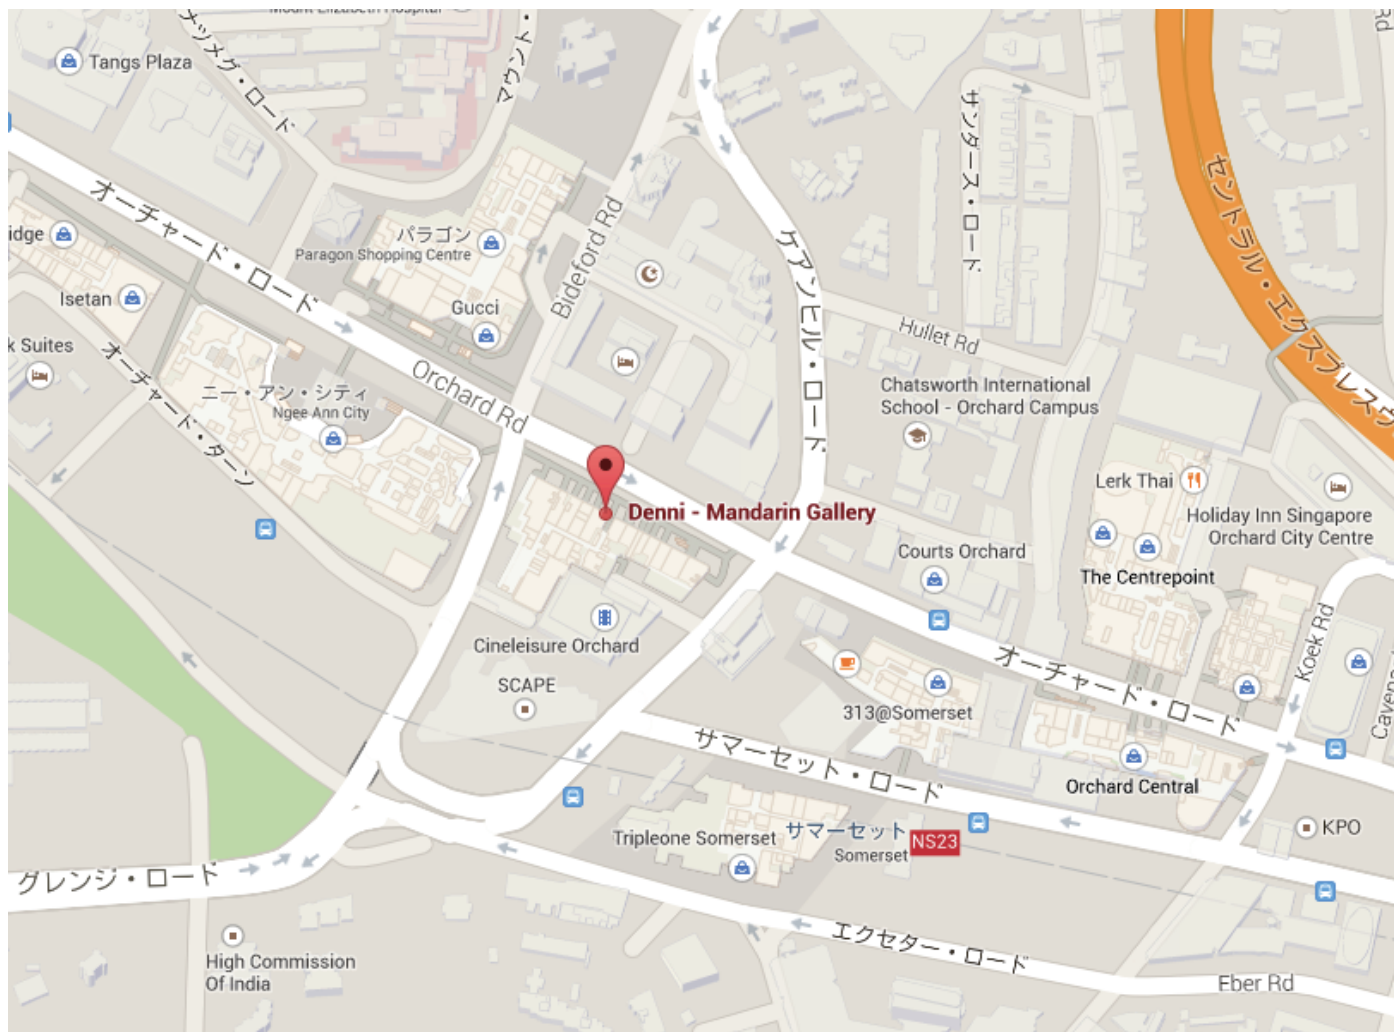 Mount Elizabeth Hospital
Tangs Plaza
メツメグ・ロード
マウント・
サンダース・ロード
セントラル・エクスプレスウ
オーチャード・ロード
パラゴン
Paragon Shopping Centre
Bideford Rd
ケアンヒル・ロード
idge
Isetan
Gucci
Hullet Rd
k Suites
オーチャード・ターン
ニー・アン・シティ
Ngee Ann City
Orchard Rd
Chatsworth International
School - Orchard Campus
Lerk Thai
Denni - Mandarin Gallery
Holiday Inn Singapore
Orchard City Centre
Courts Orchard
The Centrepoint
Cineleisure Orchard
Koek Rd
SCAPE
オーチャード・ロード
313@Somerset
サマーセット・ロード
Orchard Central
Tripleone Somerset
サマーセット
Somerset
NS23
KPO
グレンジ・ロード
エクセター・ロード
High Commission
Of India
Eber Rd
Rd